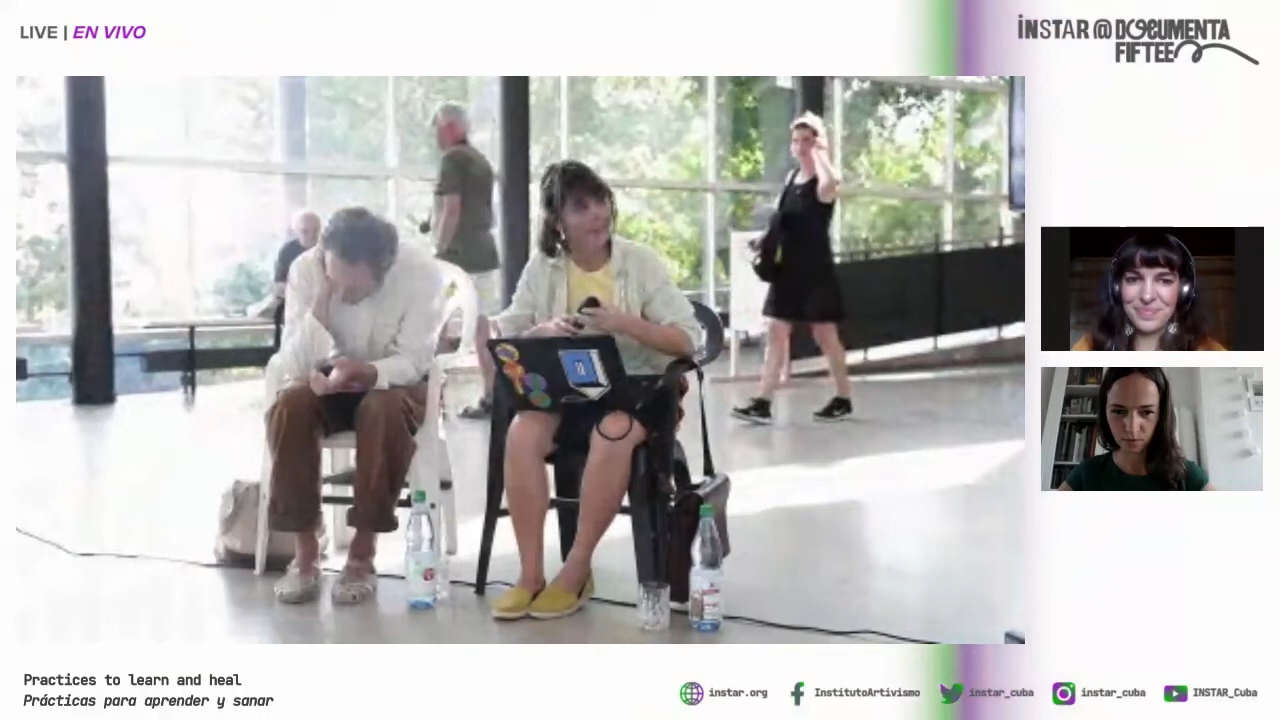 LIVE | EN VIVO
INSTAR @ DOCUMENTA
FIFTEEN
Practices to learn and heal
Prácticas para aprender y sanar
instar.org
InstitutoArtivismo
instar_cuba
instar_cuba
INSTAR_Cuba